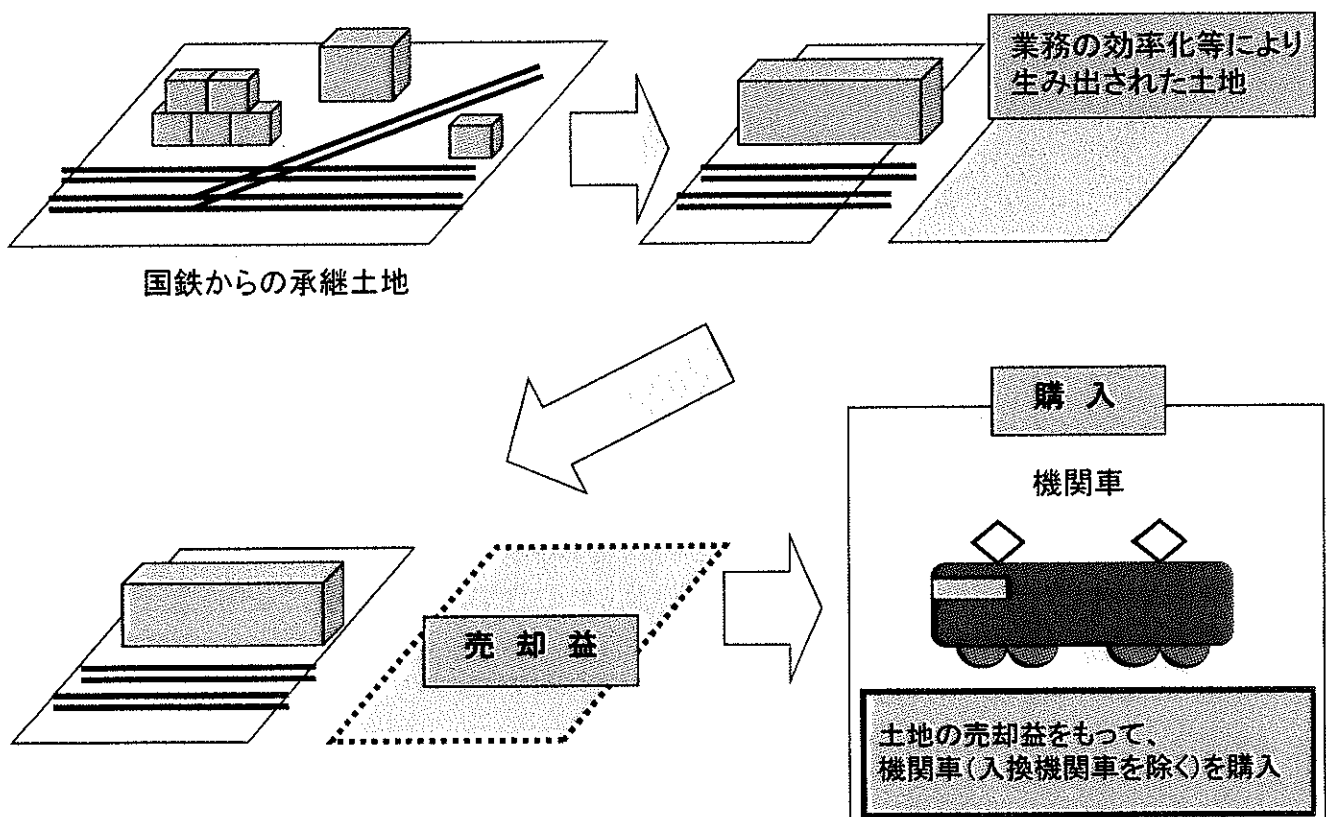 業務の効率化等により
生み出された土地
国鉄からの承継土地
購入
機関車
売却益
土地の売却益をもって、
機関車(入換機関車を除く)を購入